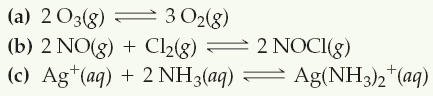 (a) 2 O₃(g) ⇌ 3 O₂(g)
(b) 2 NO(g) + Cl₂(g) ⇌ 2 NOCl(g)
(c) Ag⁺(aq) + 2 NH₃(aq) ⇌ Ag(NH₃)₂⁺(aq)